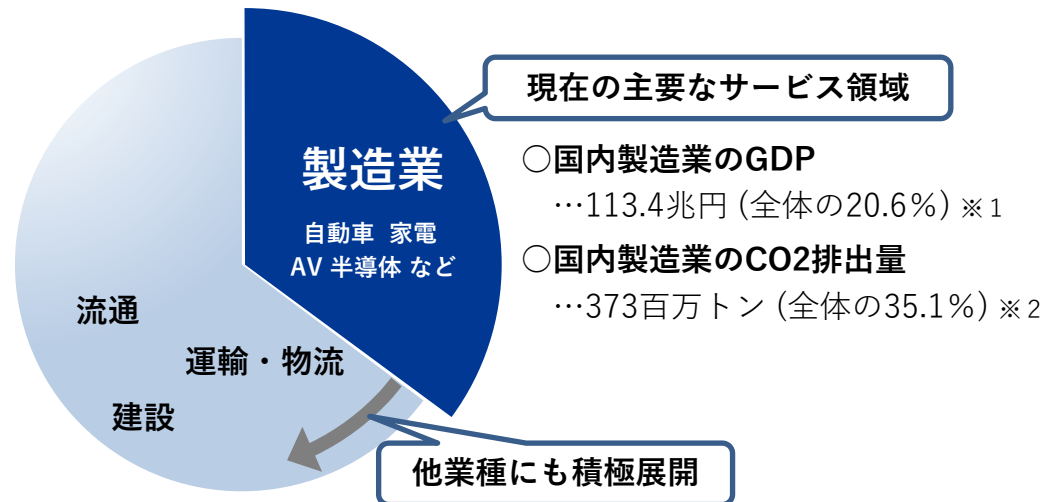 現在の主要なサービス領域
製造業
自動車 家電
AV 半導体 など
○国内製造業のGDP
…113.4兆円 (全体の20.6%) ※1
○国内製造業のCO2排出量
…373百万トン (全体の35.1%) ※2
流通
運輸・物流
建設
他業種にも積極展開